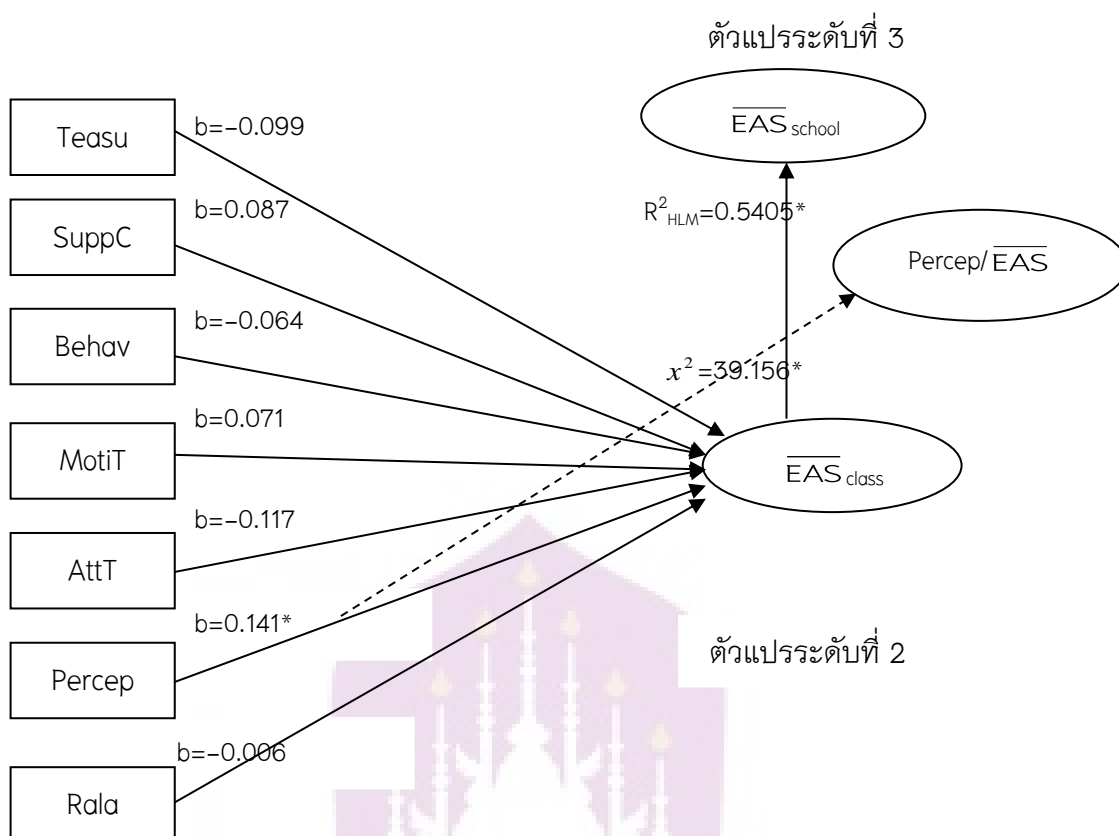 ตัวแปรระดับที่ 3
EAS school
Teasu
b=-0.099
SuppC
b=0.087
R²HLM=0.5405*
Percep/EAS
Behav
b=-0.064
x²=39.156*
MotiT
b=0.071
EAS class
AttT
b=-0.117
Percep
b=0.141*
ตัวแปรระดับที่ 2
Rala
b=-0.006